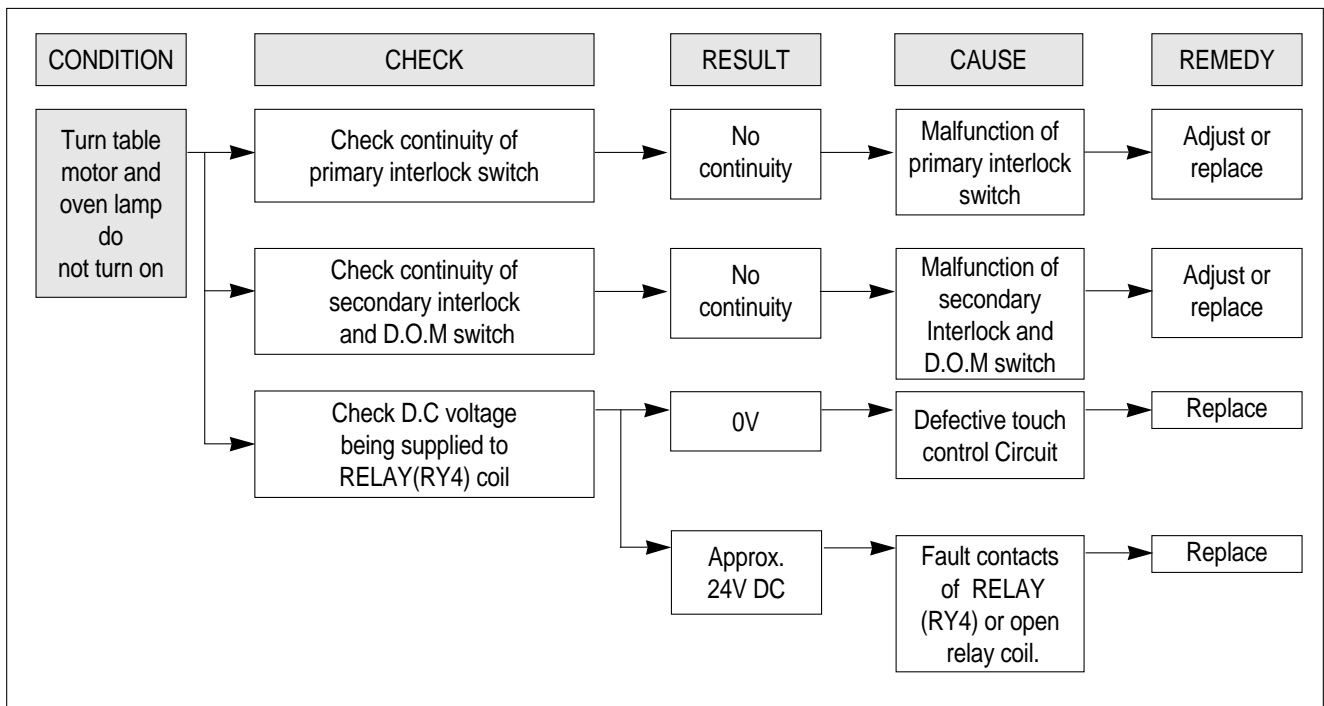 CONDITION
CHECK
RESULT
CAUSE
REMEDY
Turn table
motor and
oven lamp
do
not turn on
Check continuity of
primary interlock switch
No
continuity
Malfunction of
primary interlock
switch
Adjust or
replace
Check continuity of
secondary interlock
and D.O.M switch
No
continuity
Malfunction of
secondary
Interlock and
D.O.M switch
Adjust or
replace
Check D.C voltage
being supplied to
RELAY(RY4) coil
0V
Defective touch
control Circuit
Replace
Approx.
24V DC
Fault contacts
of RELAY
(RY4) or open
relay coil.
Replace